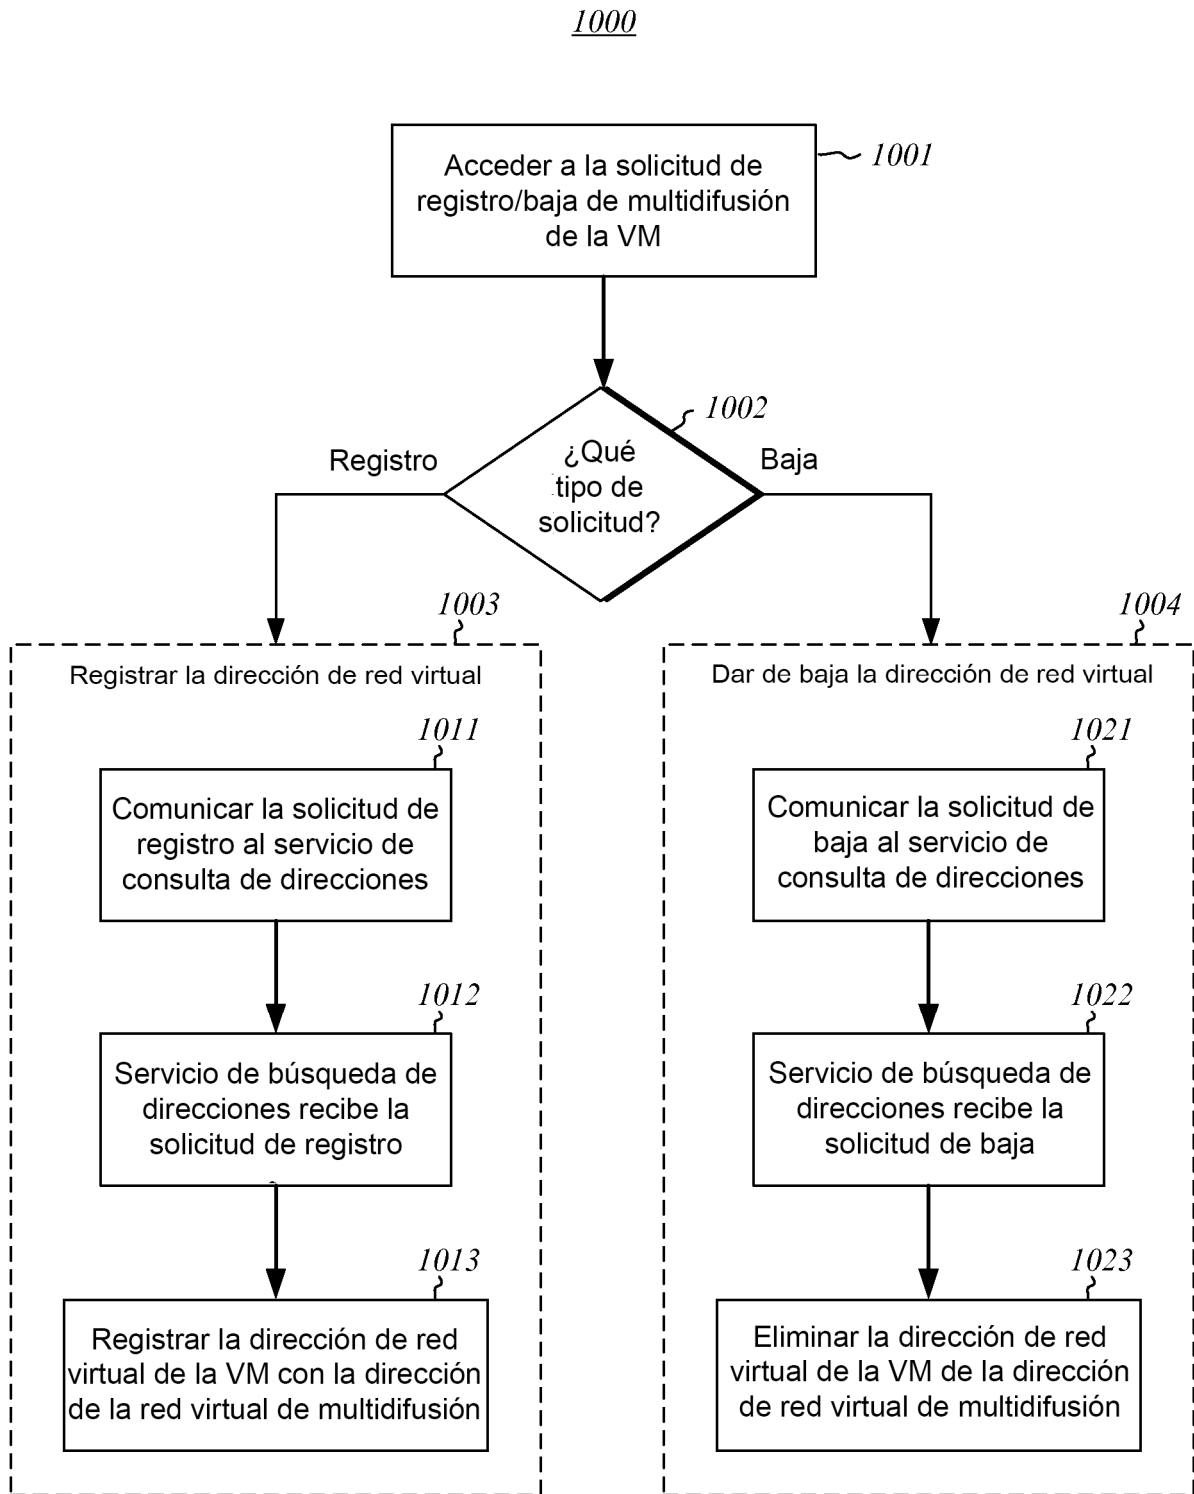 1000
1001
Acceder a la solicitud de
registro/baja de multidifusión
de la VM
1002
¿Qué
tipo de
solicitud?
Registro
Baja
1003
Registrar la dirección de red virtual
1011
Comunicar la solicitud de
registro al servicio de
consulta de direcciones
1012
Servicio de búsqueda de
direcciones recibe la
solicitud de registro
1013
Registrar la dirección de red
virtual de la VM con la dirección
de la red virtual de multidifusión
1004
Dar de baja la dirección de red virtual
1021
Comunicar la solicitud de
baja al servicio de
consulta de direcciones
1022
Servicio de búsqueda de
direcciones recibe la
solicitud de baja
1023
Eliminar la dirección de red
virtual de la VM de la dirección
de red virtual de multidifusión